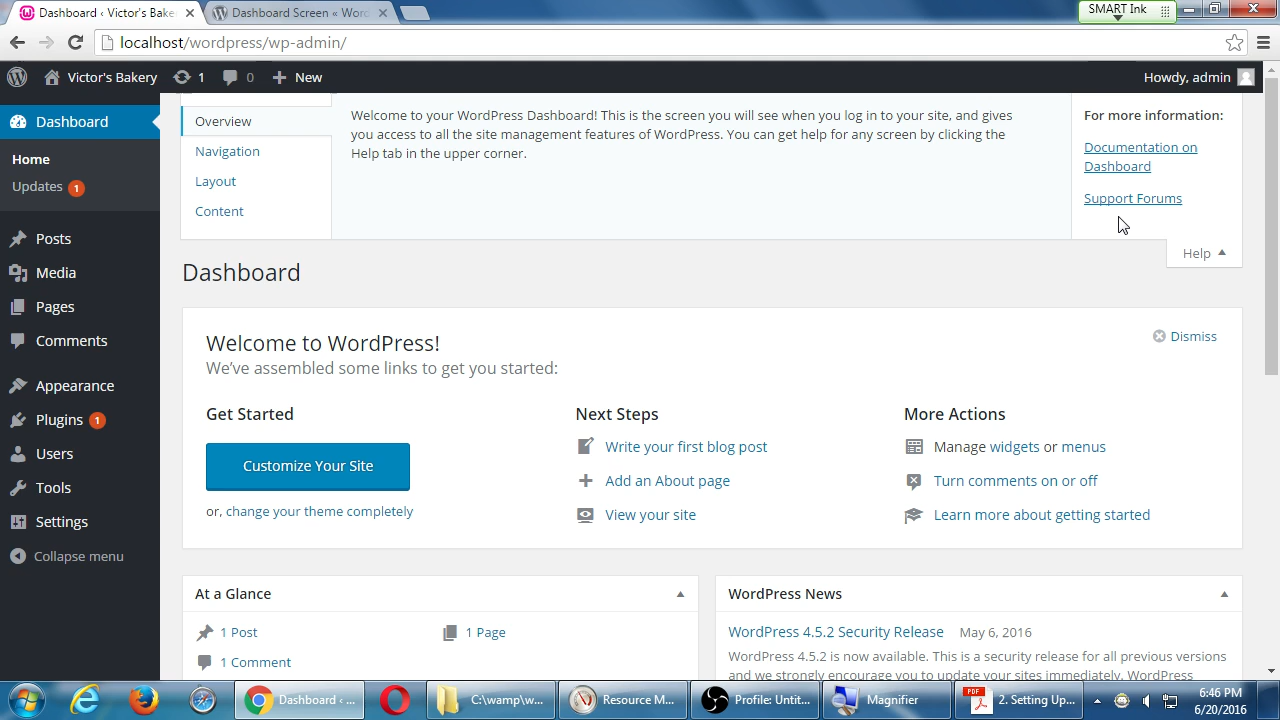 Dashboard ‹ Victor's Bake
Dashboard Screen « Word
SMART Ink
localhost/wordpress/wp-admin/
Victor's Bakery
1
0
New
Howdy, admin
Dashboard
Home
Updates 1
Posts
Media
Pages
Comments
Appearance
Plugins 1
Users
Tools
Settings
Collapse menu
Overview
Navigation
Layout
Content
Welcome to your WordPress Dashboard! This is the screen you will see when you log in to your site, and gives
you access to all the site management features of WordPress. You can get help for any screen by clicking the
Help tab in the upper corner.
For more information:
Documentation on
Dashboard
Support Forums
Help
Dashboard
Welcome to WordPress!
We've assembled some links to get you started:
Dismiss
Get Started
Customize Your Site
or, change your theme completely
Next Steps
Write your first blog post
Add an About page
View your site
More Actions
Manage widgets or menus
Turn comments on or off
Learn more about getting started
At a Glance
1 Post
1 Page
1 Comment
WordPress News
WordPress 4.5.2 Security Release May 6, 2016
WordPress 4.5.2 is now available. This is a security release for all previous versions
and we strongly encourage you to update your sites immediately. WordPress
Dashboard ‹ ...
C:\wamp\w...
Resource M...
Profile: Untit...
Magnifier
PDF
2. Setting Up...
6:46 PM
6/20/2016